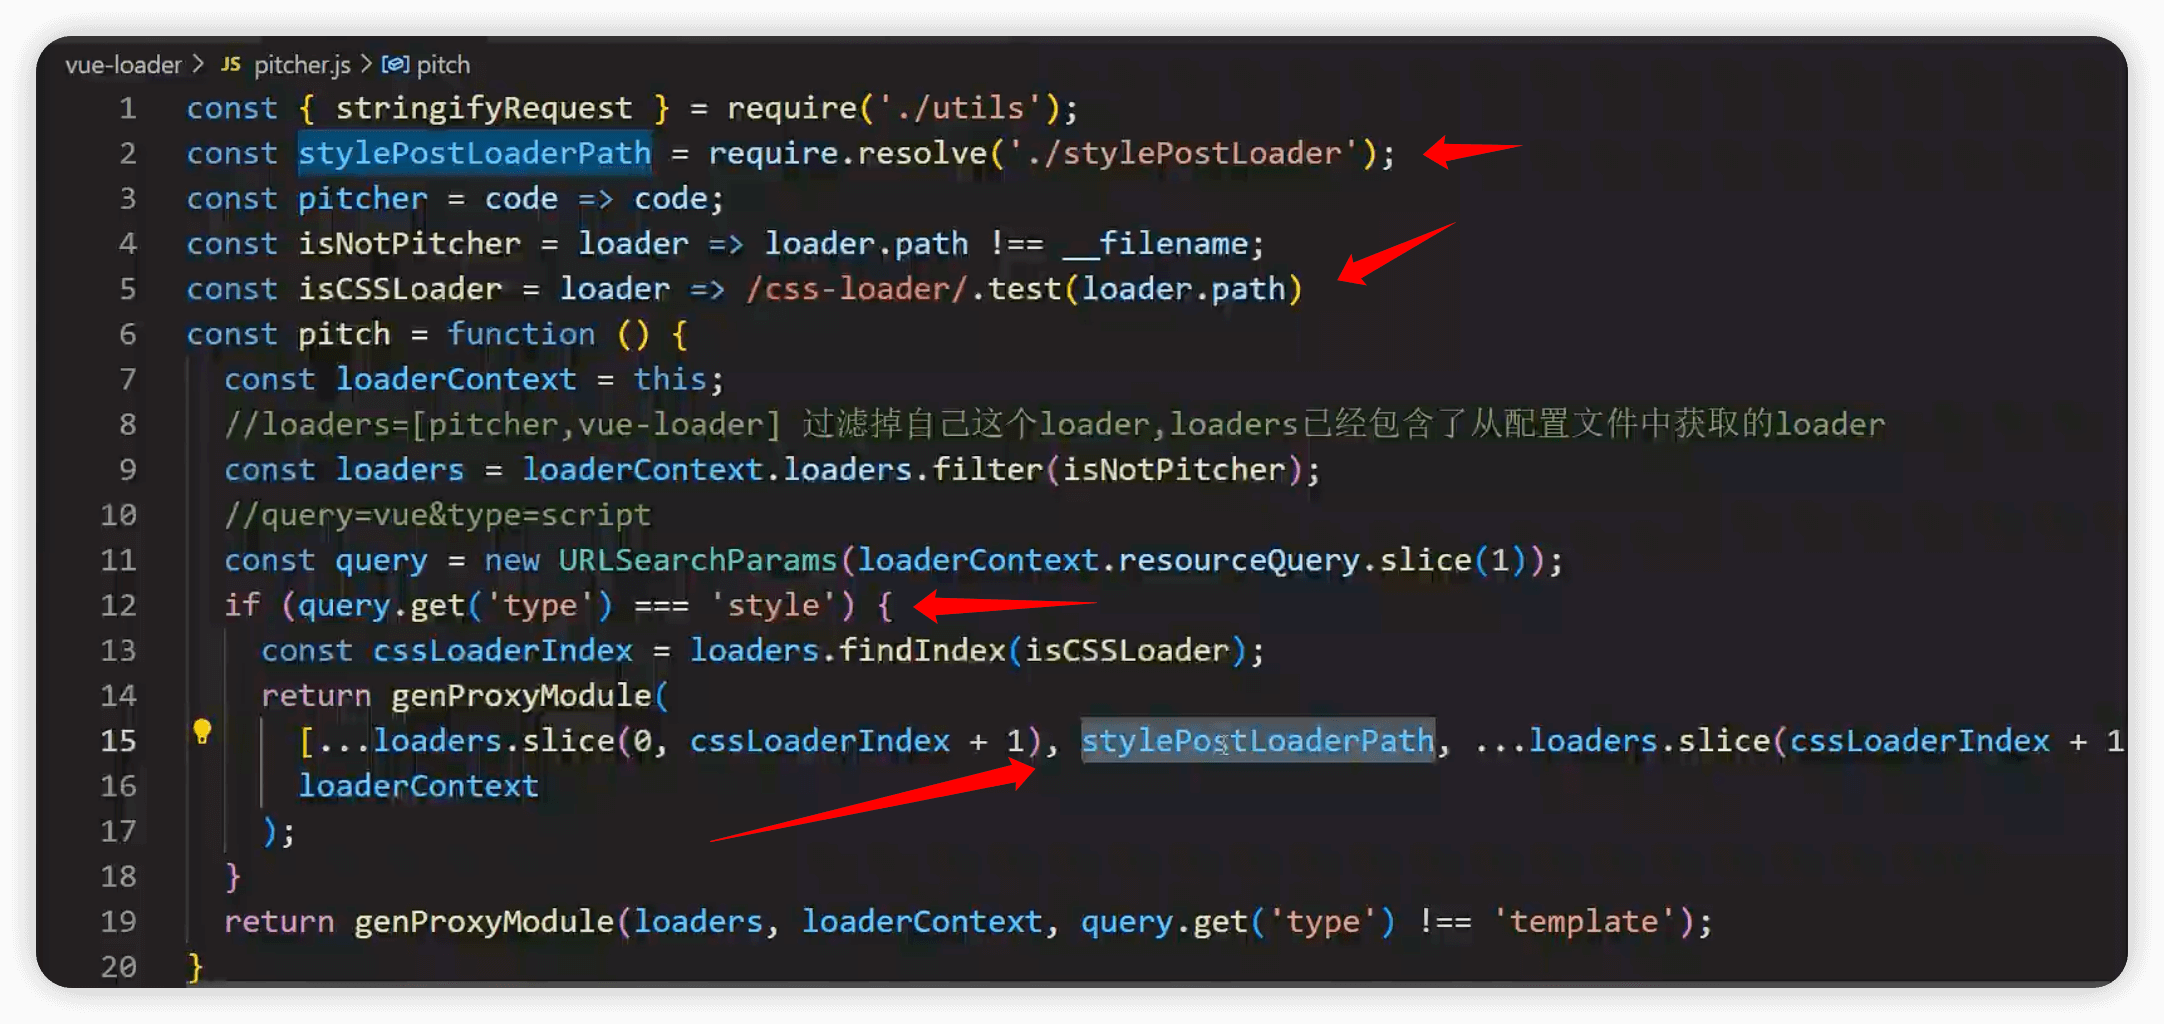 vue-loader > JS pitcher.js > pitch
1 const { stringifyRequest } = require('./utils');
2 const stylePostLoaderPath = require.resolve('./stylePostLoader');
3 const pitcher = code => code;
4 const isNotPitcher = loader => loader.path !== __filename;
5 const isCSSLoader = loader => /css-loader/.test(loader.path)
6 const pitch = function () {
7 const loaderContext = this;
8 //loaders=[pitcher,vue-loader] 过滤掉自己这个loader,loaders已经包含了从配置文件中获取的loader
9 const loaders = loaderContext.loaders.filter(isNotPitcher);
10 //query=vue&type=script
11 const query = new URLSearchParams(loaderContext.resourceQuery.slice(1));
12 if (query.get('type') === 'style') {
13 const cssLoaderIndex = loaders.findIndex(isCSSLoader);
14 return genProxyModule(
15 [...loaders.slice(0, cssLoaderIndex + 1), stylePostLoaderPath, ...loaders.slice(cssLoaderIndex + 1
16 loaderContext
17 );
18 }
19 return genProxyModule(loaders, loaderContext, query.get('type') !== 'template');
20 }